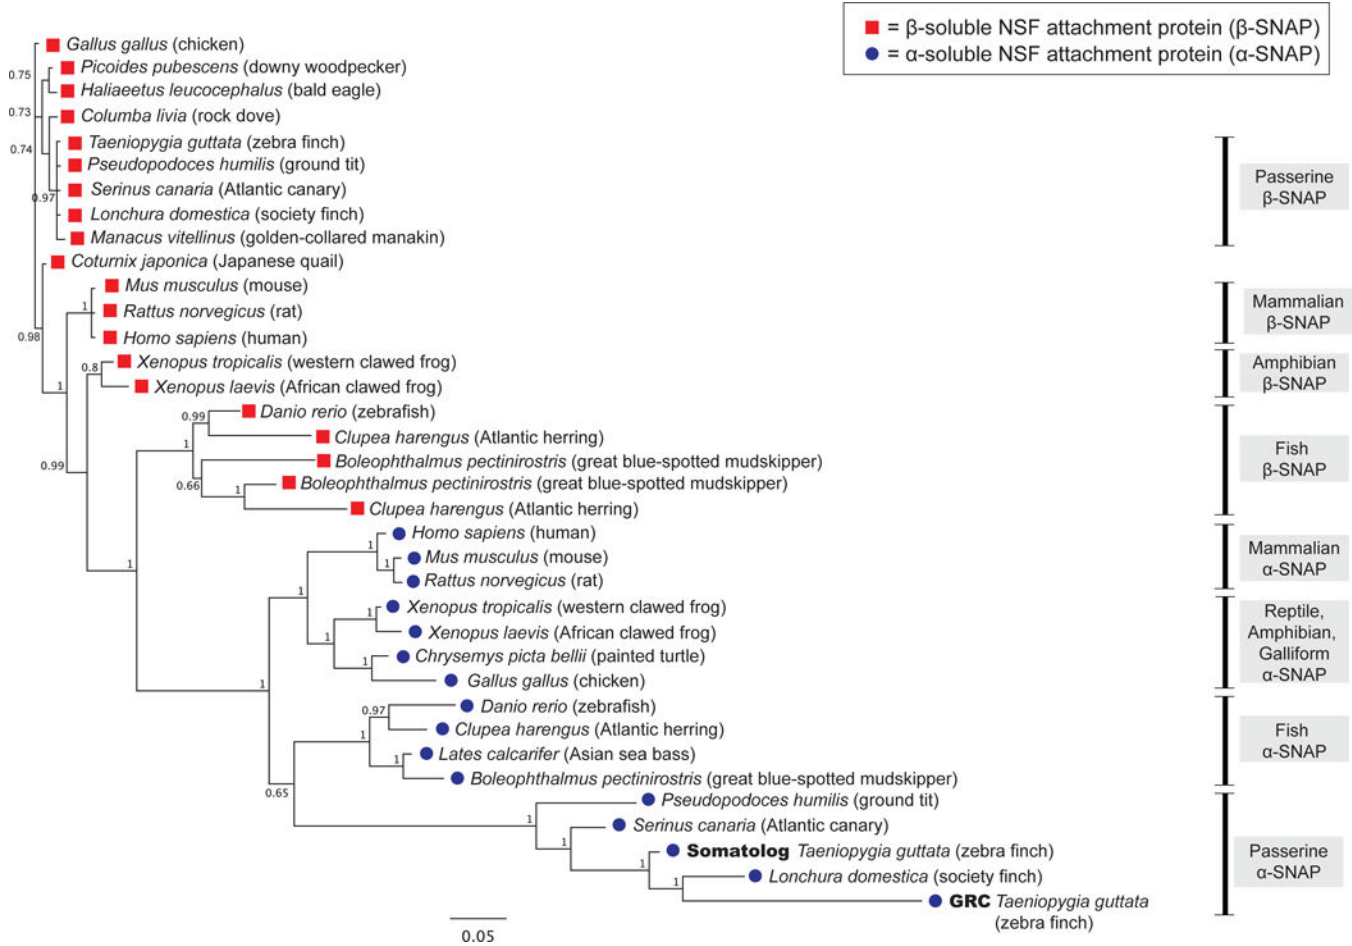 = β-soluble NSF attachment protein (β-SNAP)
= α-soluble NSF attachment protein (α-SNAP)
Gallus gallus (chicken)
0.75
Picoides pubescens (downy woodpecker)
Haliaeetus leucocephalus (bald eagle)
0.73
Columba livia (rock dove)
0.74
Taeniopygia guttata (zebra finch)
Pseudopodoces humilis (ground tit)
Passerine
β-SNAP
0.97
Serinus canaria (Atlantic canary)
Lonchura domestica (society finch)
Manacus vitellinus (golden-collared manakin)
Coturnix japonica (Japanese quail)
Mus musculus (mouse)
1
Rattus norvegicus (rat)
Mammalian
β-SNAP
0.98
Homo sapiens (human)
Xenopus tropicalis (western clawed frog)
0.8
Amphibian
β-SNAP
1
Xenopus laevis (African clawed frog)
Danio rerio (zebrafish)
0.99
Clupea harengus (Atlantic herring)
1
Fish
β-SNAP
Boleophthalmus pectinirostris (great blue-spotted mudskipper)
0.99
0.66
1
Boleophthalmus pectinirostris (great blue-spotted mudskipper)
Clupea harengus (Atlantic herring)
Homo sapiens (human)
1
Mus musculus (mouse)
Mammalian
α-SNAP
1
1
Rattus norvegicus (rat)
1
Xenopus tropicalis (western clawed frog)
1
Xenopus laevis (African clawed frog)
Reptile,
Amphibian,
Galliform
α-SNAP
1
Chrysemys picta bellii (painted turtle)
1
1
Gallus gallus (chicken)
Danio rerio (zebrafish)
0.97
Clupea harengus (Atlantic herring)
Fish
α-SNAP
1
Lates calcarifer (Asian sea bass)
1
Boleophthalmus pectinirostris (great blue-spotted mudskipper)
0.65
Pseudopodoces humilis (ground tit)
1
Serinus canaria (Atlantic canary)
1
Somatolog Taeniopygia guttata (zebra finch)
Passerine
α-SNAP
1
Lonchura domestica (society finch)
1
GRC Taeniopygia guttata
(zebra finch)
0.05